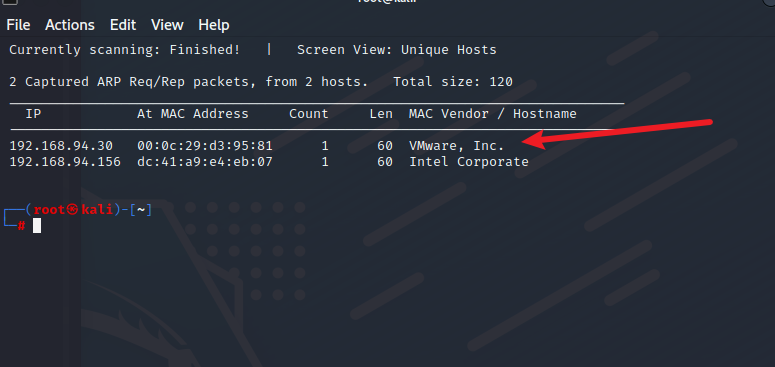 root@kali
File Actions Edit View Help
Currently scanning: Finished! | Screen View: Unique Hosts
2 Captured ARP Req/Rep packets, from 2 hosts. Total size: 120
IP At MAC Address Count Len MAC Vendor / Hostname
192.168.94.30 00:0c:29:d3:95:81 1 60 VMware, Inc.
192.168.94.156 dc:41:a9:e4:eb:07 1 60 Intel Corporate
┌──(root㉿kali)-[~]
└─#